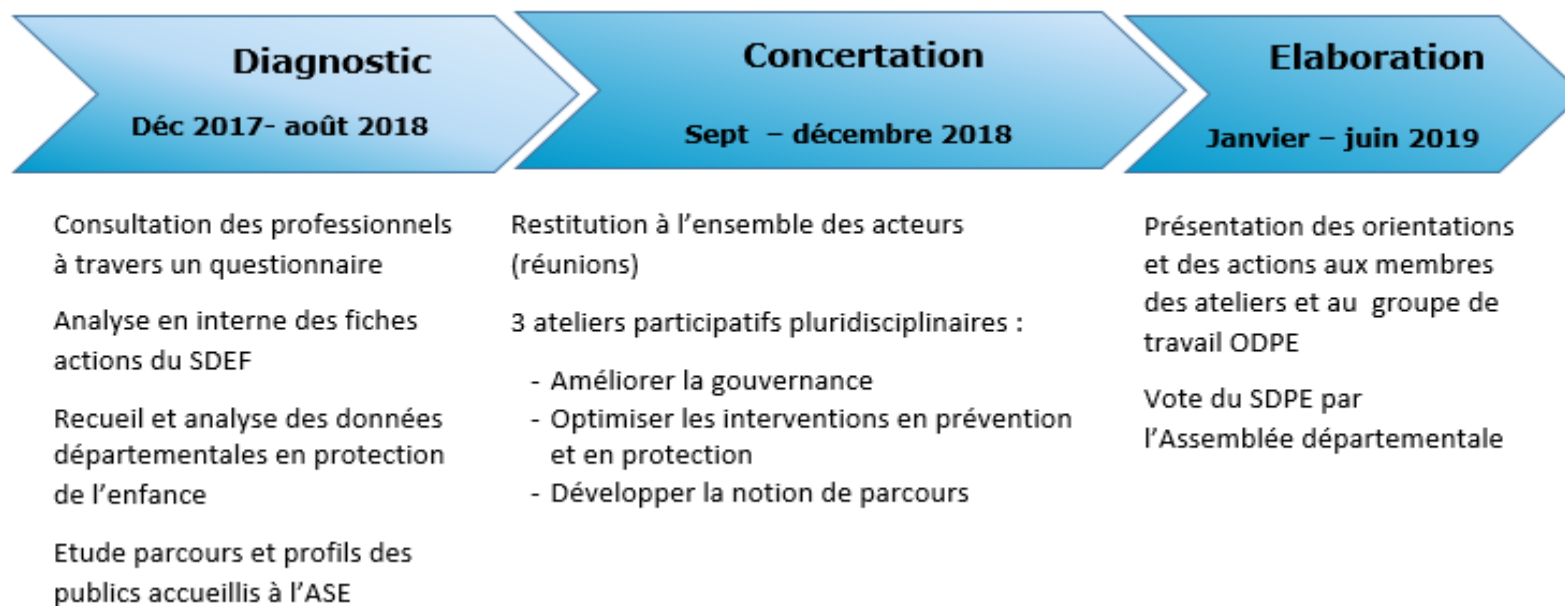 Diagnostic
Déc 2017- août 2018
Consultation des professionnels
à travers un questionnaire
Analyse en interne des fiches
actions du SDEF
Recueil et analyse des données
départementales en protection
de l’enfance
Etude parcours et profils des
publics accueillis à l’ASE
Concertation
Sept – décembre 2018
Restitution à l’ensemble des acteurs
(réunions)
3 ateliers participatifs pluridisciplinaires :
- Améliorer la gouvernance
- Optimiser les interventions en prévention
et en protection
- Développer la notion de parcours
Elaboration
Janvier – juin 2019
Présentation des orientations
et des actions aux membres
des ateliers et au groupe de
travail ODPE
Vote du SDPE par
l’Assemblée départementale